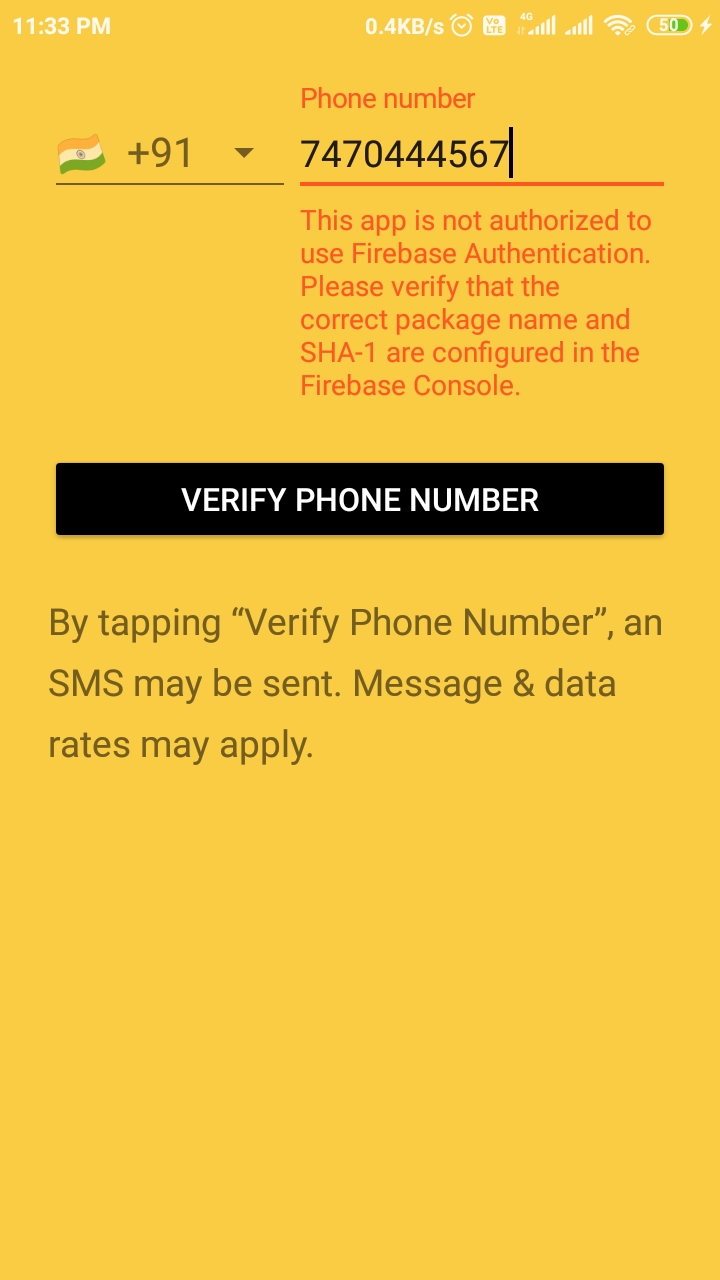 11:33 PM 0.4KB/s Vo LTE 4G 50
Phone number
+91 7470444567
This app is not authorized to
use Firebase Authentication.
Please verify that the
correct package name and
SHA-1 are configured in the
Firebase Console.
VERIFY PHONE NUMBER
By tapping “Verify Phone Number”, an
SMS may be sent. Message & data
rates may apply.